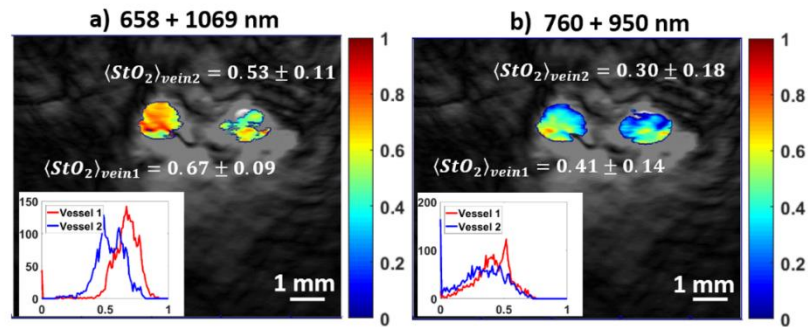 a) 658 + 1069 nm
⟨StO₂⟩vein2 = 0.53 ± 0.11
⟨StO₂⟩vein1 = 0.67 ± 0.09
150
100
50
0
0
0.5
1
Vessel 1
Vessel 2
1 mm
1
0.8
0.6
0.4
0.2
0
b) 760 + 950 nm
⟨StO₂⟩vein2 = 0.30 ± 0.18
⟨StO₂⟩vein1 = 0.41 ± 0.14
200
100
0
0
0.5
1
Vessel 1
Vessel 2
1 mm
1
0.8
0.6
0.4
0.2
0